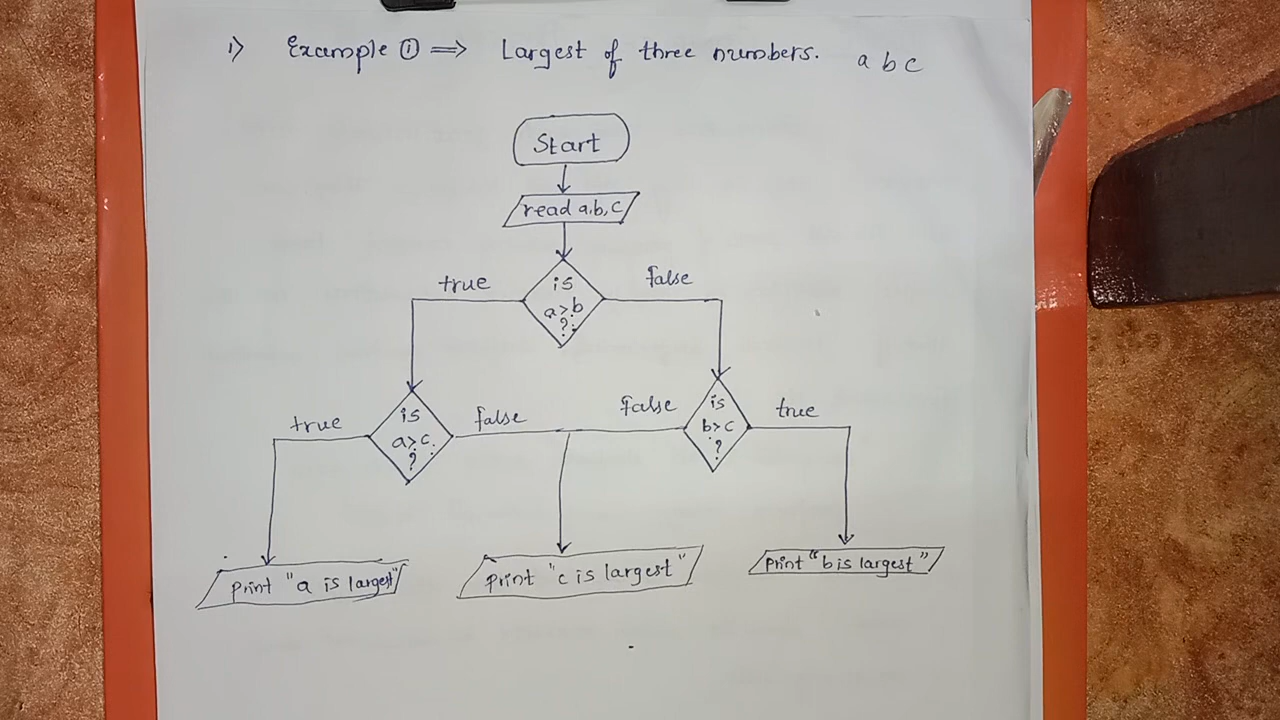 1) Example ① ⟹ Largest of three numbers. a b c
Start
read a,b,c
is
a>b
?
true
false
is
a>c
?
true
false
is
b>c
?
false
true
Print "a is largest"
Print "c is largest"
Print "b is largest"